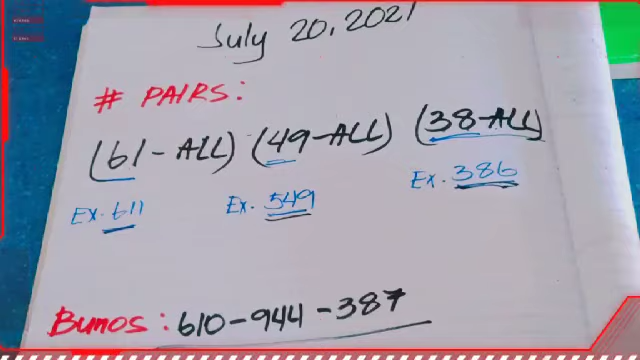 July 20, 2021
# PAIRS:
(61-ALL) (49-ALL) (38-ALL)
Ex. 611 Ex. 549 Ex. 386
Bunos: 610-944-387